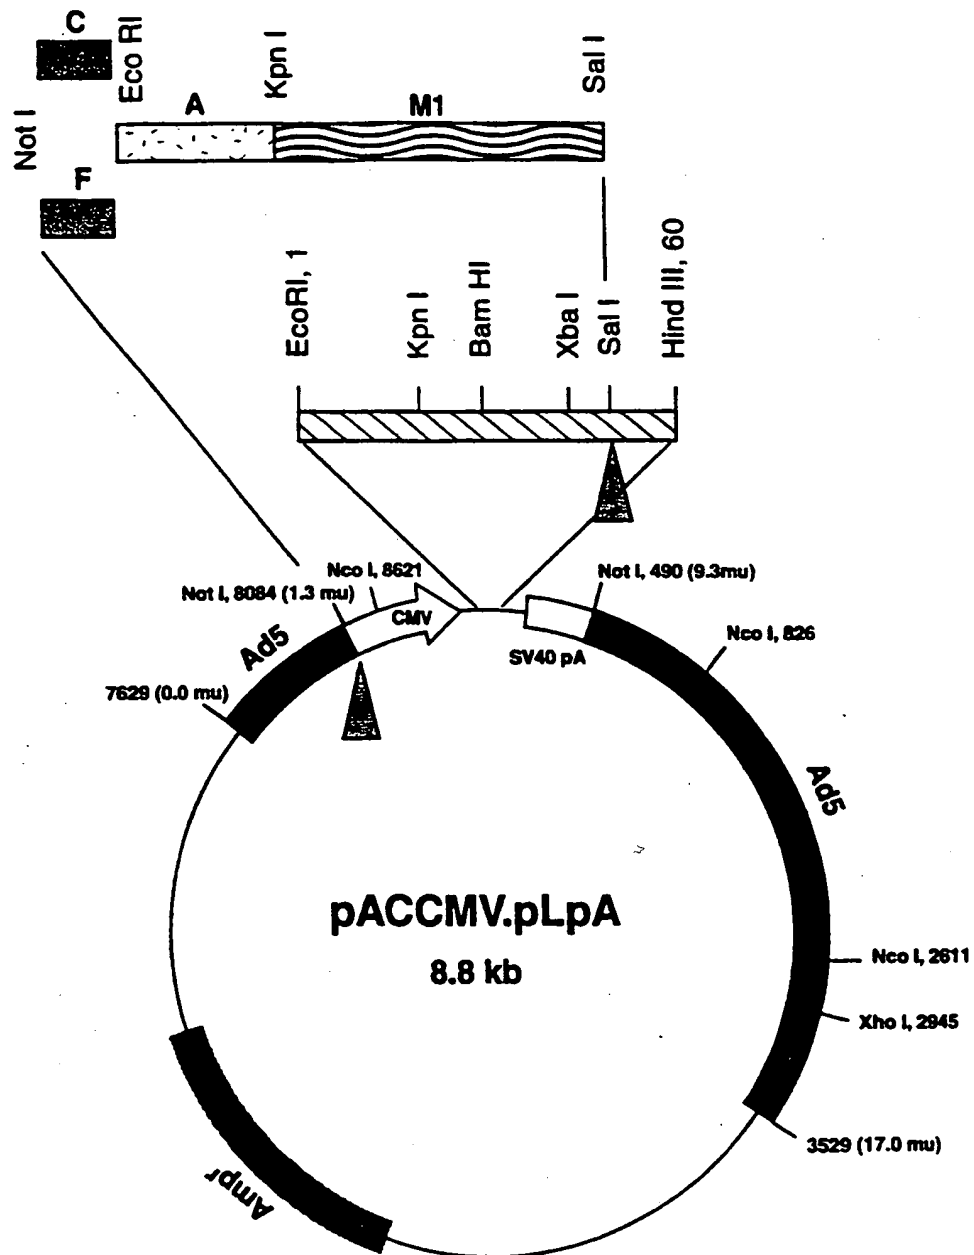 C
Eco RI
Kpn I
Sal I
Not I
A
M1
F
EcoRI, 1
Kpn I
Bam HI
Xba I
Sal I
Hind III, 60
Nco I, 8621
Not I, 8084 (1.3 mu)
CMV
Not I, 490 (9.3mu)
SV40 pA
Nco I, 826
Ad5
7629 (0.0 mu)
Ad5
pACCMV.pLpA
8.8 kb
Nco I, 2611
Xho I, 2945
3529 (17.0 mu)
Ampr